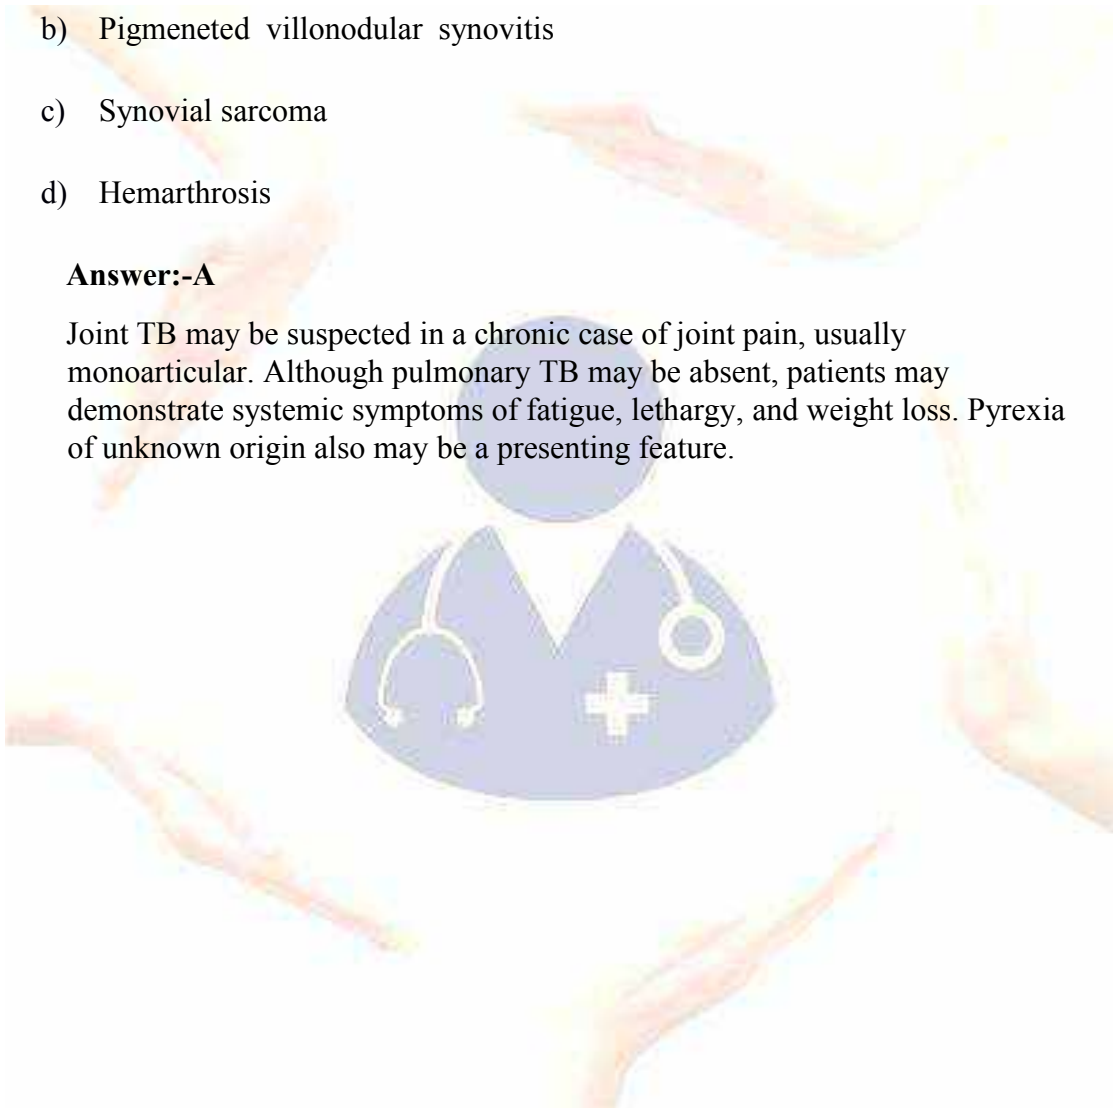 b) Pigmeneted villonodular synovitis
c) Synovial sarcoma
d) Hemarthrosis
Answer:-A
Joint TB may be suspected in a chronic case of joint pain, usually
monoarticular. Although pulmonary TB may be absent, patients may
demonstrate systemic symptoms of fatigue, lethargy, and weight loss. Pyrexia
of unknown origin also may be a presenting feature.